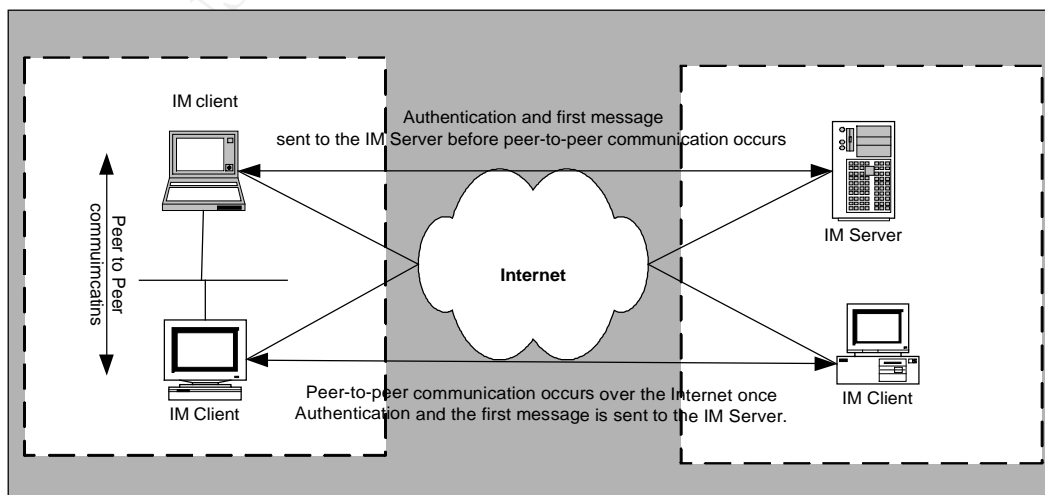 IM client
Authentication and first message
sent to the IM Server before peer-to-peer communication occurs
Peer to Peer
commuimcatins
Internet
IM Server
IM Client
Peer-to-peer communication occurs over the Internet once
Authentication and the first message is sent to the IM Server.
IM Client